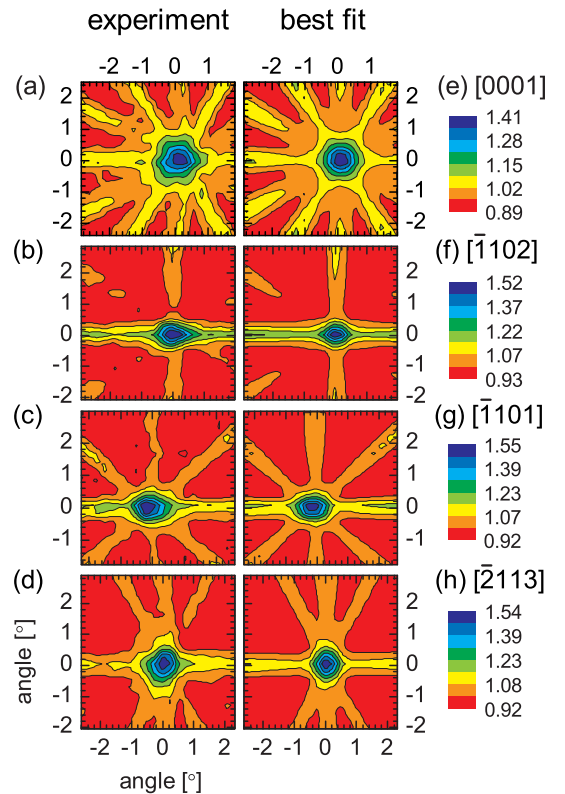 experiment best fit
-2 -1 0 1 -2 -1 0 1
(a) 2 1 0 -1 -2 2 1 0 -1 -2 (e) [0001] 1.41 1.28 1.15 1.02 0.89
(b) 2 1 0 -1 -2 2 1 0 -1 -2 (f) [1̄102] 1.52 1.37 1.22 1.07 0.93
(c) 2 1 0 -1 2 1 0 -1 (g) [1̄101] 1.55 1.39 1.23 1.07 0.92
(d) 2 1 0 -1 -2 2 1 0 -1 -2 (h) [2̄113] 1.54 1.39 1.23 1.08 0.92
angle [°]
-2 -1 0 1 2 -2 -1 0 1 2
angle [°]